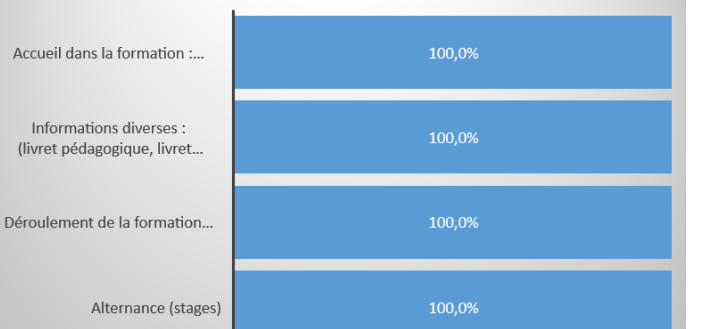 Accueil dans la formation :...
100,0%
Informations diverses :
(livret pédagogique, livret...
100,0%
Déroulement de la formation...
100,0%
Alternance (stages)
100,0%